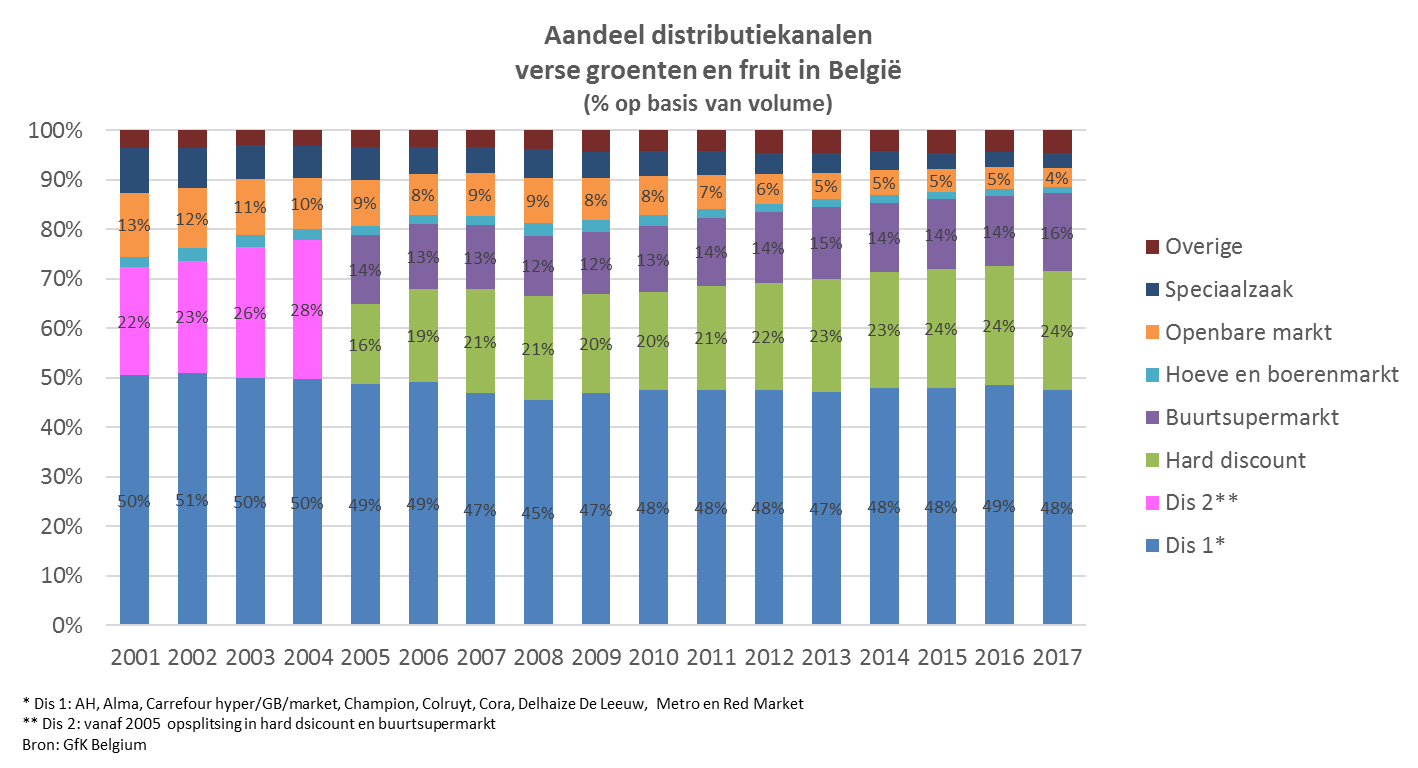 Aandeel distributiekanalen
verse groenten en fruit in België
(% op basis van volume)
100%
90%
80%
70%
60%
50%
40%
30%
20%
10%
0%
13% 12% 11% 10% 9% 8% 9% 9% 8% 8% 7% 6% 5% 5% 5% 5% 4%
14% 13% 13% 12% 12% 13% 14% 14% 15% 14% 14% 14% 16%
22% 23% 26% 28%
16% 19% 21% 21% 20% 20% 21% 22% 23% 23% 24% 24% 24%
50% 51% 50% 50% 49% 49% 47% 45% 47% 48% 48% 48% 47% 48% 48% 49% 48%
2001 2002 2003 2004 2005 2006 2007 2008 2009 2010 2011 2012 2013 2014 2015 2016 2017
Overige
Speciaalzaak
Openbare markt
Hoeve en boerenmarkt
Buurtsupermarkt
Hard discount
Dis 2**
Dis 1*
* Dis 1: AH, Alma, Carrefour hyper/GB/market, Champion, Colruyt, Cora, Delhaize De Leeuw, Metro en Red Market
** Dis 2: vanaf 2005 opsplitsing in hard dsicount en buurtsupermarkt
Bron: GfK Belgium